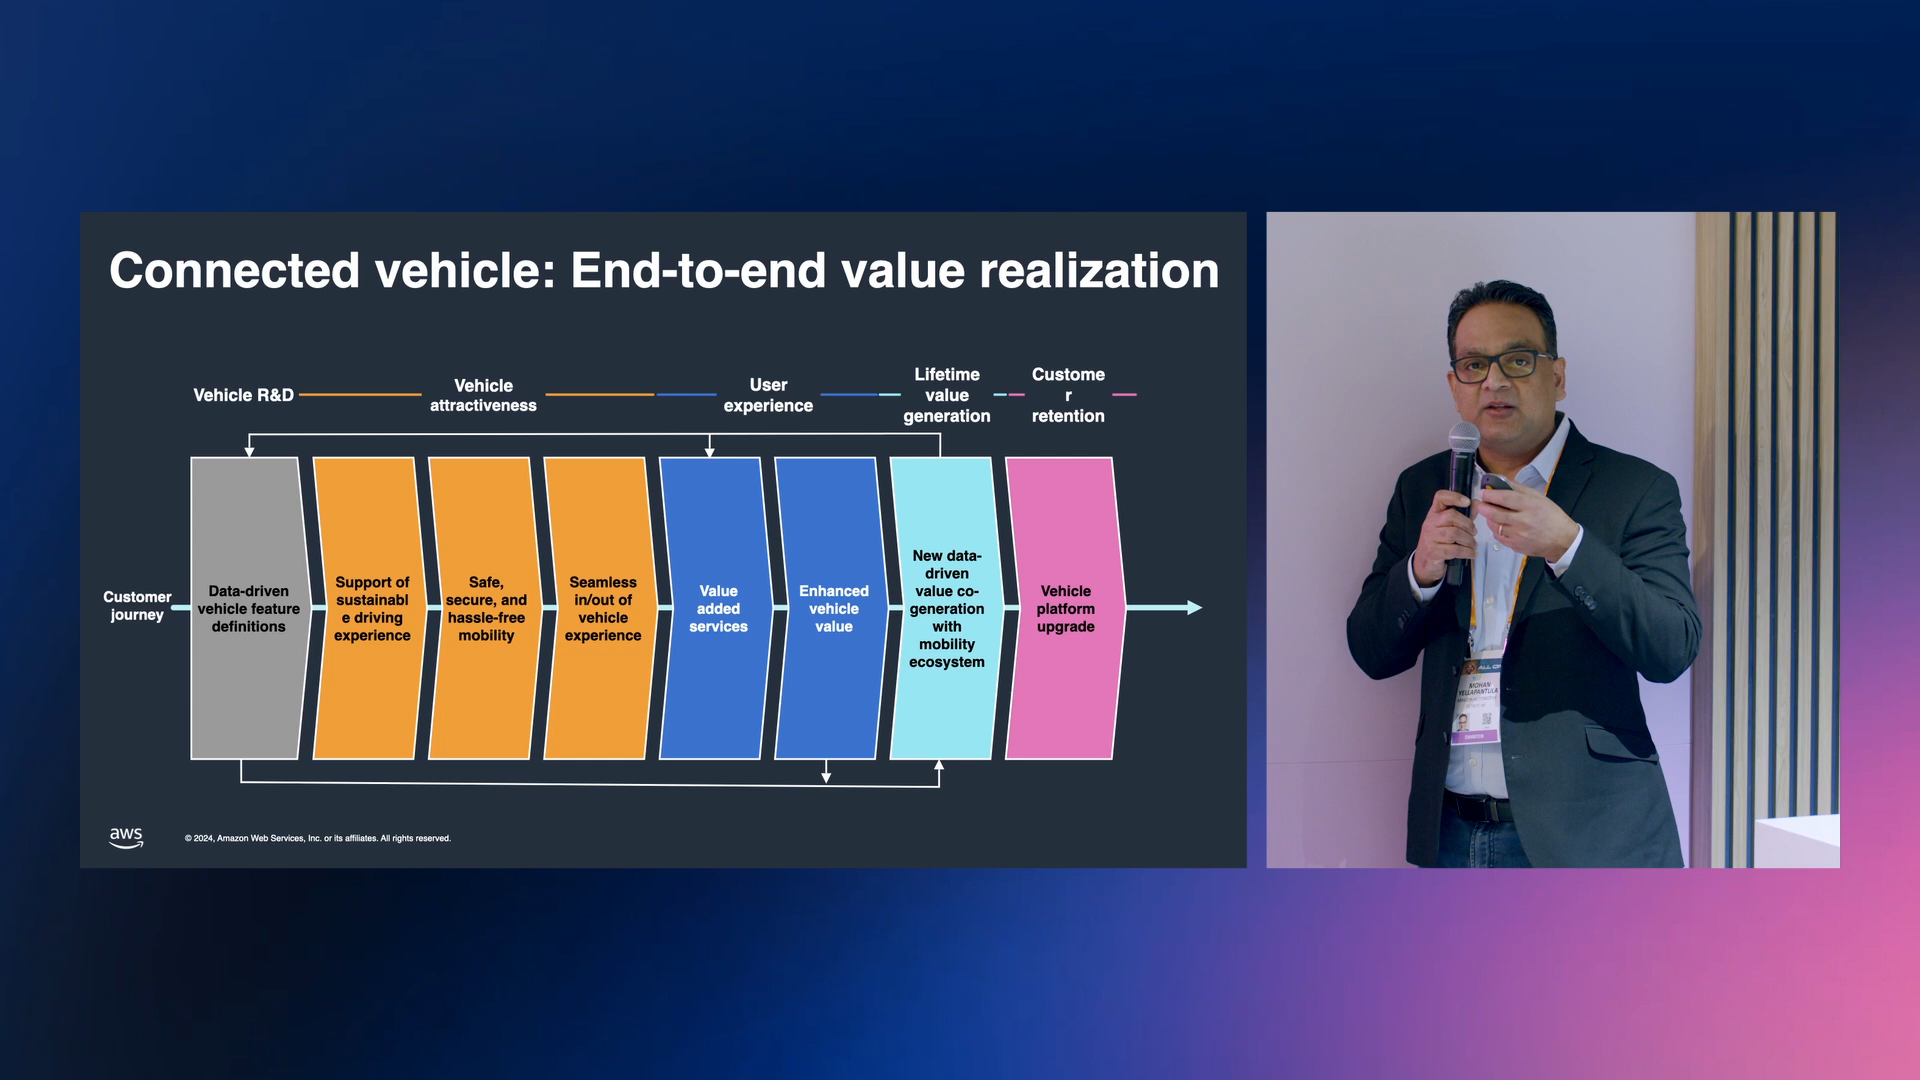 Connected vehicle: End-to-end value realization
Vehicle R&D
Vehicle
attractiveness
User
experience
Lifetime
value
generation
Custome
r
retention
Customer
journey
Data-driven
vehicle feature
definitions
Support of
sustainabl
e driving
experience
Safe,
secure, and
hassle-free
mobility
Seamless
in/out of
vehicle
experience
Value
added
services
Enhanced
vehicle
value
New data-
driven
value co-
generation
with
mobility
ecosystem
Vehicle
platform
upgrade
aws
© 2024, Amazon Web Services, Inc. or its affiliates. All rights reserved.
MOHAN
YELLAPANTULA